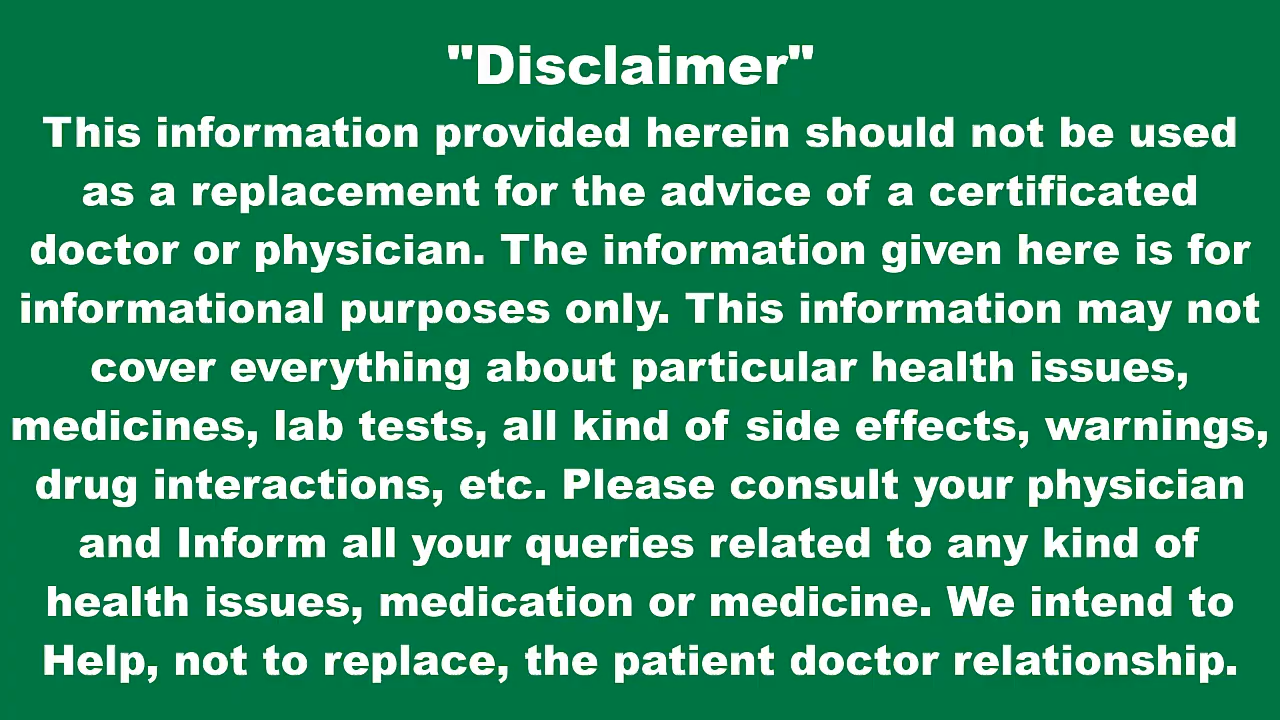 "Disclaimer"
This information provided herein should not be used
as a replacement for the advice of a certificated
doctor or physician. The information given here is for
informational purposes only. This information may not
cover everything about particular health issues,
medicines, lab tests, all kind of side effects, warnings,
drug interactions, etc. Please consult your physician
and Inform all your queries related to any kind of
health issues, medication or medicine. We intend to
Help, not to replace, the patient doctor relationship.